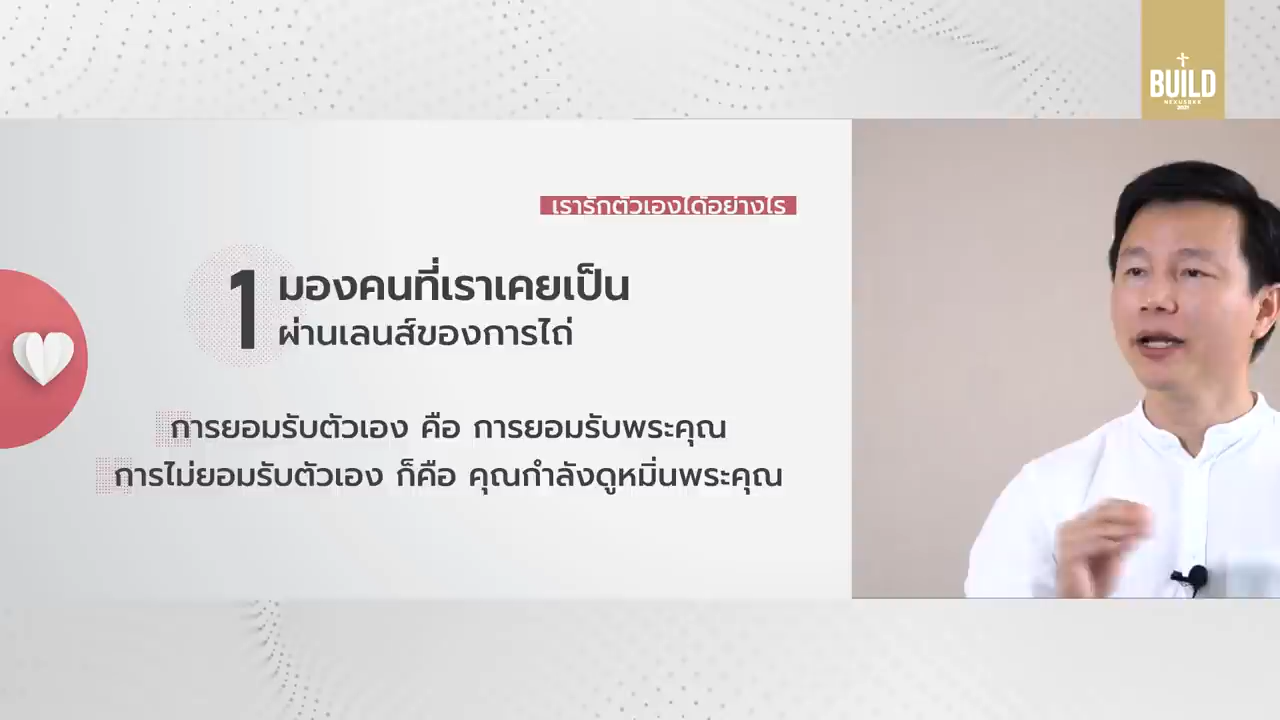 BUILD
NEXUSBKK
2021
เรารักตัวเองได้อย่างไร
1 มองคนที่เราเคยเป็น
ผ่านเลนส์ของการไถ่
การยอมรับตัวเอง คือ การยอมรับพระคุณ
การไม่ยอมรับตัวเอง ก็คือ คุณกำลังดูหมิ่นพระคุณ